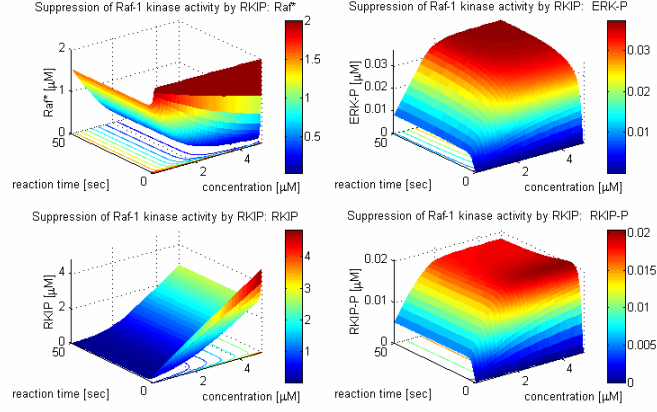 Suppression of Raf-1 kinase activity by RKIP: Raf*
2
1
0
Raf* [µM]
50
0
2
4
reaction time [sec]
concentration [µM]
2
1.5
1
0.5
Suppression of Raf-1 kinase activity by RKIP: ERK-P
0.03
0.02
0.01
0
ERK-P [µM]
50
0
2
4
reaction time [sec]
concentration [µM]
0.03
0.02
0.01
Suppression of Raf-1 kinase activity by RKIP: RKIP
4
2
0
RKIP [µM]
50
0
2
4
reaction time [sec]
concentration [µM]
4
3
2
1
Suppression of Raf-1 kinase activity by RKIP: RKIP-P
0.02
0.01
0
RKIP-P [µM]
50
0
2
4
reaction time [sec]
concentration [µM]
0.02
0.015
0.01
0.005
0